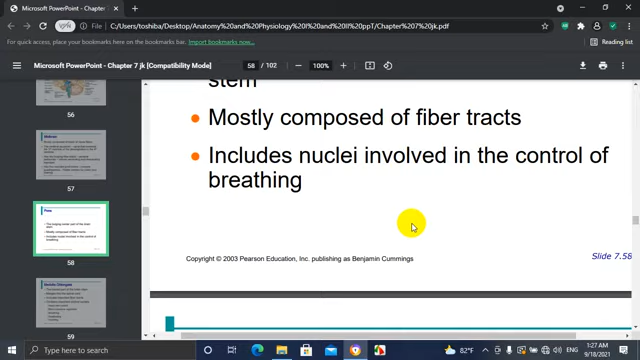 Microsoft PowerPoint - Chapter 7
C:/Users/toshiba/Desktop/Anatomy%20and%20Physiology%20I%20and%20II%20ppT/Chapter%207%20jk.pdf
For quick access, place your bookmarks here on the bookmarks bar. Import bookmarks now...
Reading list
Microsoft PowerPoint - Chapter 7 jk [Compatibility Mode]
58 / 102
100%
56
57
Pons
58
59
stem
Mostly composed of fiber tracts
Includes nuclei involved in the control of
breathing
Copyright © 2003 Pearson Education, Inc. publishing as Benjamin Cummings
Slide 7.58
Type here to search
82°F
ENG
1:27 AM
9/18/2021